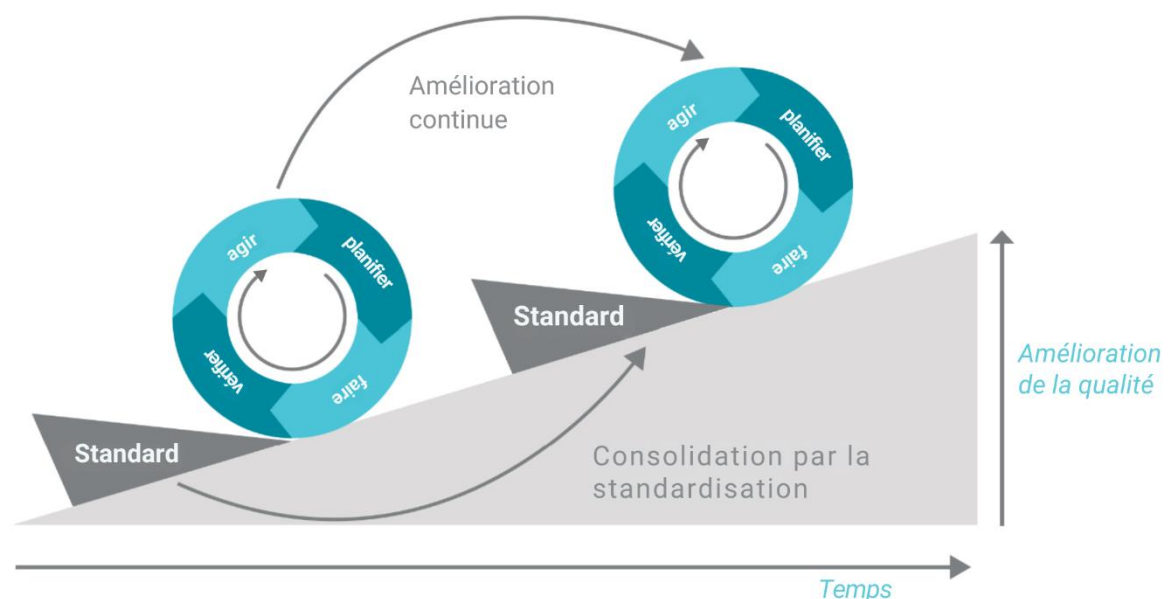 Amélioration
continue
agir
planifier
vérifier
faire
agir
planifier
vérifier
faire
Standard
Standard
Consolidation par la
standardisation
Amélioration
de la qualité
Temps